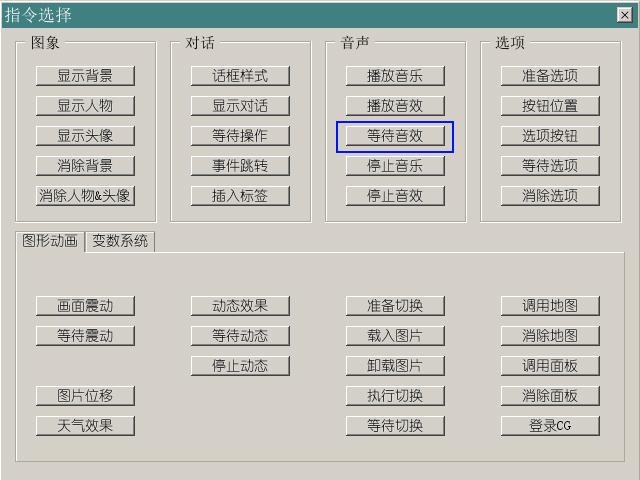 指令选择
图象
显示背景
显示人物
显示头像
消除背景
消除人物&头像
对话
话框样式
显示对话
等待操作
事件跳转
插入标签
音声
播放音乐
播放音效
等待音效
停止音乐
停止音效
选项
准备选项
按钮位置
选项按钮
等待选项
消除选项
图形动画 变数系统
画面震动
等待震动
图片位移
天气效果
动态效果
等待动态
停止动态
准备切换
载入图片
卸载图片
执行切换
等待切换
调用地图
消除地图
调用面板
消除面板
登录CG